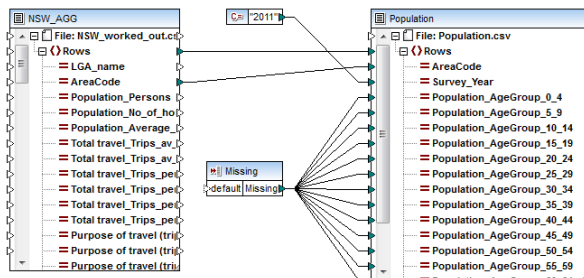 NSW_AGG
File: NSW_worked_out.cs
Rows
LGA_name
AreaCode
Population_Persons
Population_No_of_ho
Population_Average_
Total travel_Trips_av_
Total travel_Trips_av_
Total travel_Trips_pe
Total travel_Trips_pe
Total travel_Trips_pe
Total travel_Trips_pe
Purpose of travel (trip
Purpose of travel (trip
Purpose of travel (trip
C= "2011"
Missing
default Missing
Population
File: Population.csv
Rows
AreaCode
Survey_Year
Population_AgeGroup_0_4
Population_AgeGroup_5_9
Population_AgeGroup_10_14
Population_AgeGroup_15_19
Population_AgeGroup_20_24
Population_AgeGroup_25_29
Population_AgeGroup_30_34
Population_AgeGroup_35_39
Population_AgeGroup_40_44
Population_AgeGroup_45_49
Population_AgeGroup_50_54
Population_AgeGroup_55_59